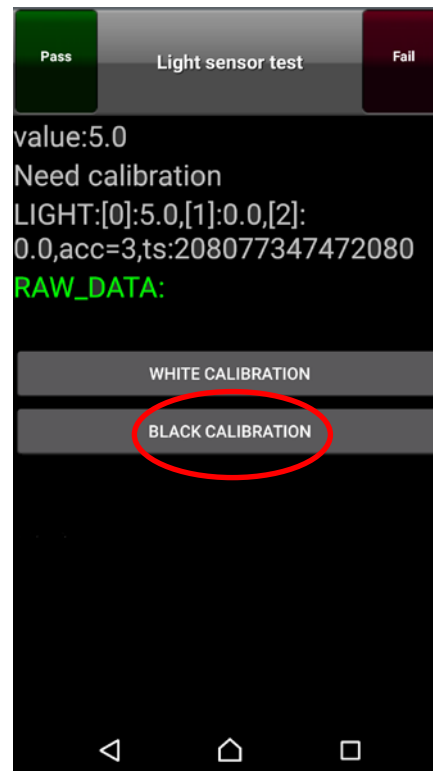 Pass
Light sensor test
Fail
value:5.0
Need calibration
LIGHT:[0]:5.0,[1]:0.0,[2]:
0.0,acc=3,ts:208077347472080
RAW_DATA:
WHITE CALIBRATION
BLACK CALIBRATION